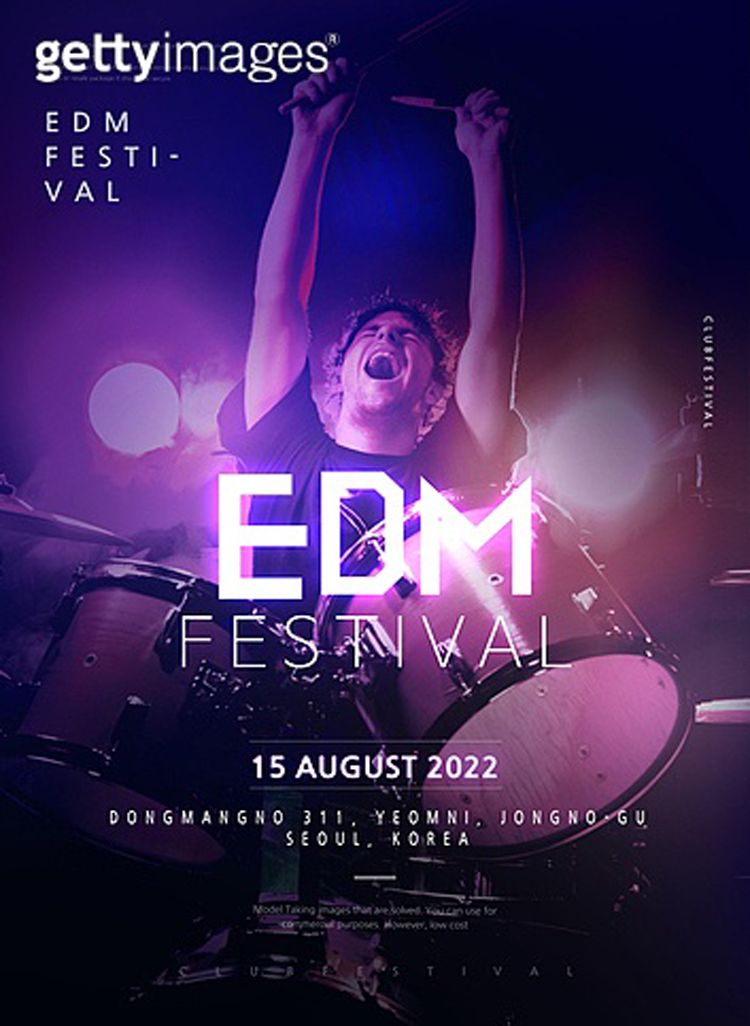 gettyimages®
EDM
FESTI-
VAL
CLUBFESTIVAL
EDM
FESTIVAL
15 AUGUST 2022
DONGMANGNO 311, YEOMNI, JONGNO-GU
SEOUL, KOREA
Model Taking images that are solved. You can use for
commercial purposes. However, low cost
CLUBFESTIVAL